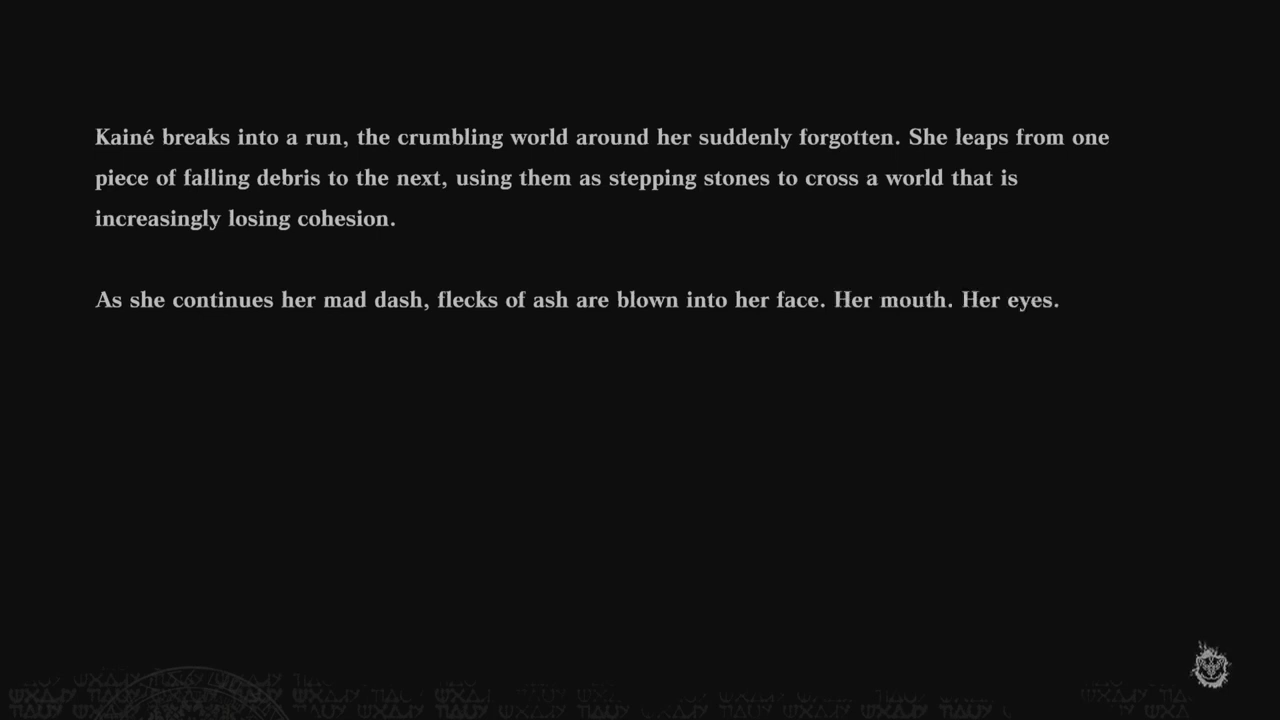 Kainé breaks into a run, the crumbling world around her suddenly forgotten. She leaps from one
piece of falling debris to the next, using them as stepping stones to cross a world that is
increasingly losing cohesion.
As she continues her mad dash, flecks of ash are blown into her face. Her mouth. Her eyes.